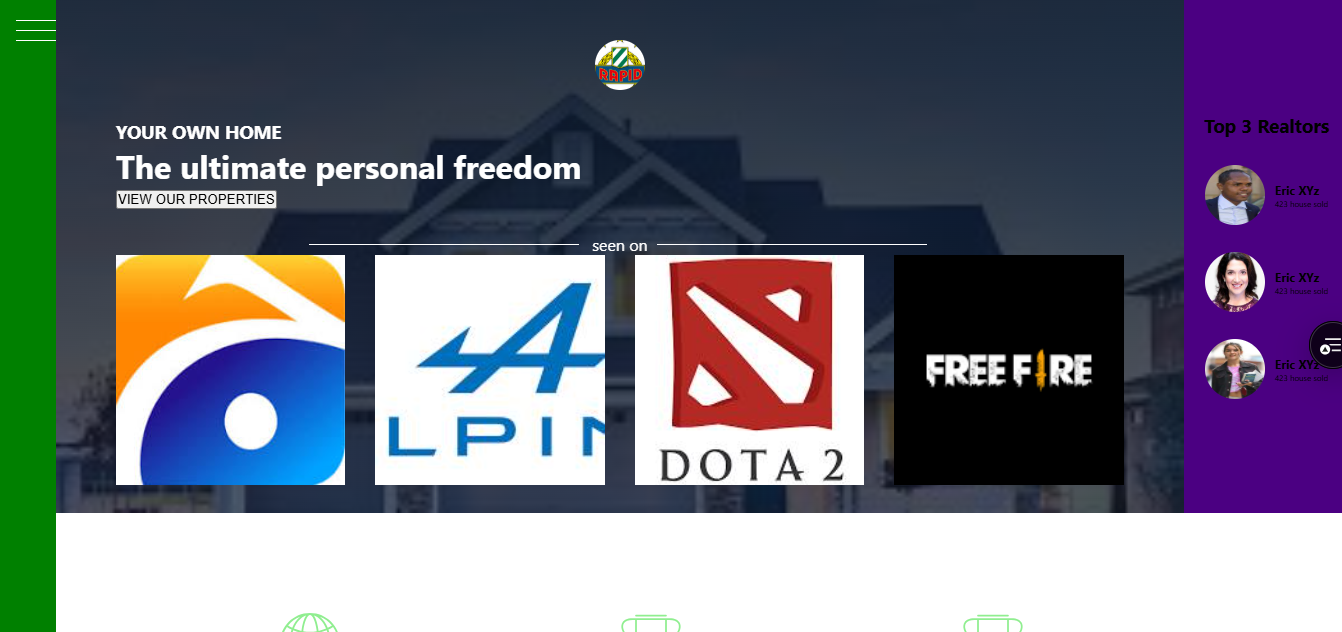 RAPID
YOUR OWN HOME
The ultimate personal freedom
VIEW OUR PROPERTIES
seen on
LPIN
DOTA 2
FREE FIRE
Top 3 Realtors
Eric XYz
423 house sold
Eric XYz
423 house sold
Eric XYz
423 house sold